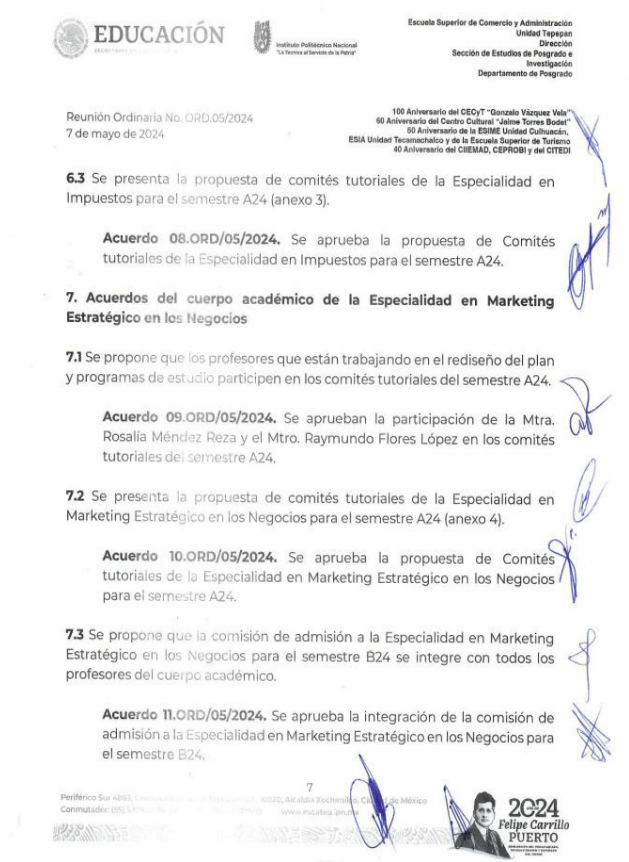 EDUCACIÓN
Instituto Politécnico Nacional
"La Técnica al Servicio de la Patria"
Escuela Superior de Comercio y Administración
Unidad Tepepan
Dirección
Sección de Estudios de Posgrado e
Investigación
Departamento de Posgrado
Reunión Ordinaria No. ORD.05/2024
7 de mayo de 2024
100 Aniversario del CECyT "Gonzalo Vázquez Vela"
60 Aniversario del Centro Cultural "Jaime Torres Bodet"
50 Aniversario de la ESIME Unidad Culhuacán,
ESIA Unidad Tecamachalco y de la Escuela Superior de Turismo
40 Aniversario del CIIEMAD, CEPROBI y del CITEDI
6.3 Se presenta la propuesta de comités tutoriales de la Especialidad en
Impuestos para el semestre A24 (anexo 3).
Acuerdo 08.ORD/05/2024. Se aprueba la propuesta de Comités
tutoriales de la Especialidad en Impuestos para el semestre A24.
7. Acuerdos del cuerpo académico de la Especialidad en Marketing
Estratégico en los Negocios
7.1 Se propone que los profesores que están trabajando en el rediseño del plan
y programas de estudio participen en los comités tutoriales del semestre A24.
Acuerdo 09.ORD/05/2024. Se aprueban la participación de la Mtra.
Rosalía Méndez Reza y el Mtro. Raymundo Flores López en los comités
tutoriales del semestre A24.
7.2 Se presenta la propuesta de comités tutoriales de la Especialidad en
Marketing Estratégico en los Negocios para el semestre A24 (anexo 4).
Acuerdo 10.ORD/05/2024. Se aprueba la propuesta de Comités
tutoriales de la Especialidad en Marketing Estratégico en los Negocios
para el semestre A24.
7.3 Se propone que la comisión de admisión a la Especialidad en Marketing
Estratégico en los Negocios para el semestre B24 se integre con todos los
profesores del cuerpo académico.
Acuerdo 11.ORD/05/2024. Se aprueba la integración de la comisión de
admisión a la Especialidad en Marketing Estratégico en los Negocios para
el semestre B24.
7
Periférico Sur 4863, Alcaldía Xochimilco, Ciudad de México
Conmutador: (55)
www.escatep.ipn.mx
2024
Felipe Carrillo
PUERTO